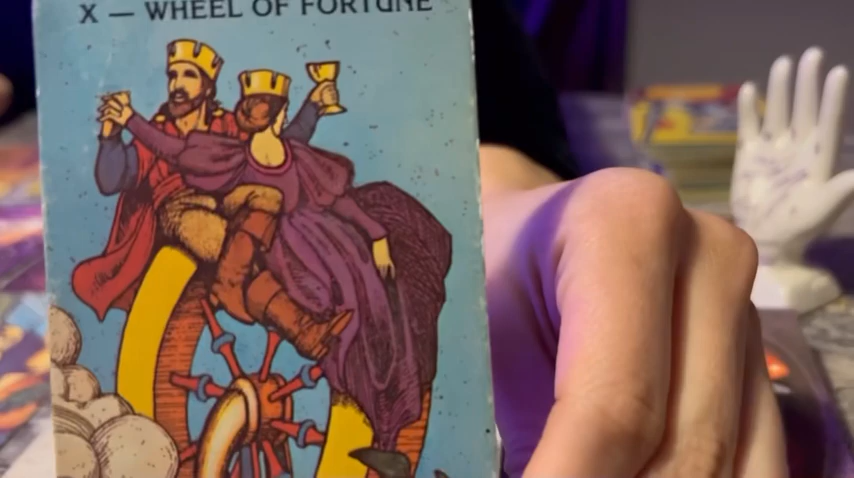 X — WHEEL OF FORTUNE